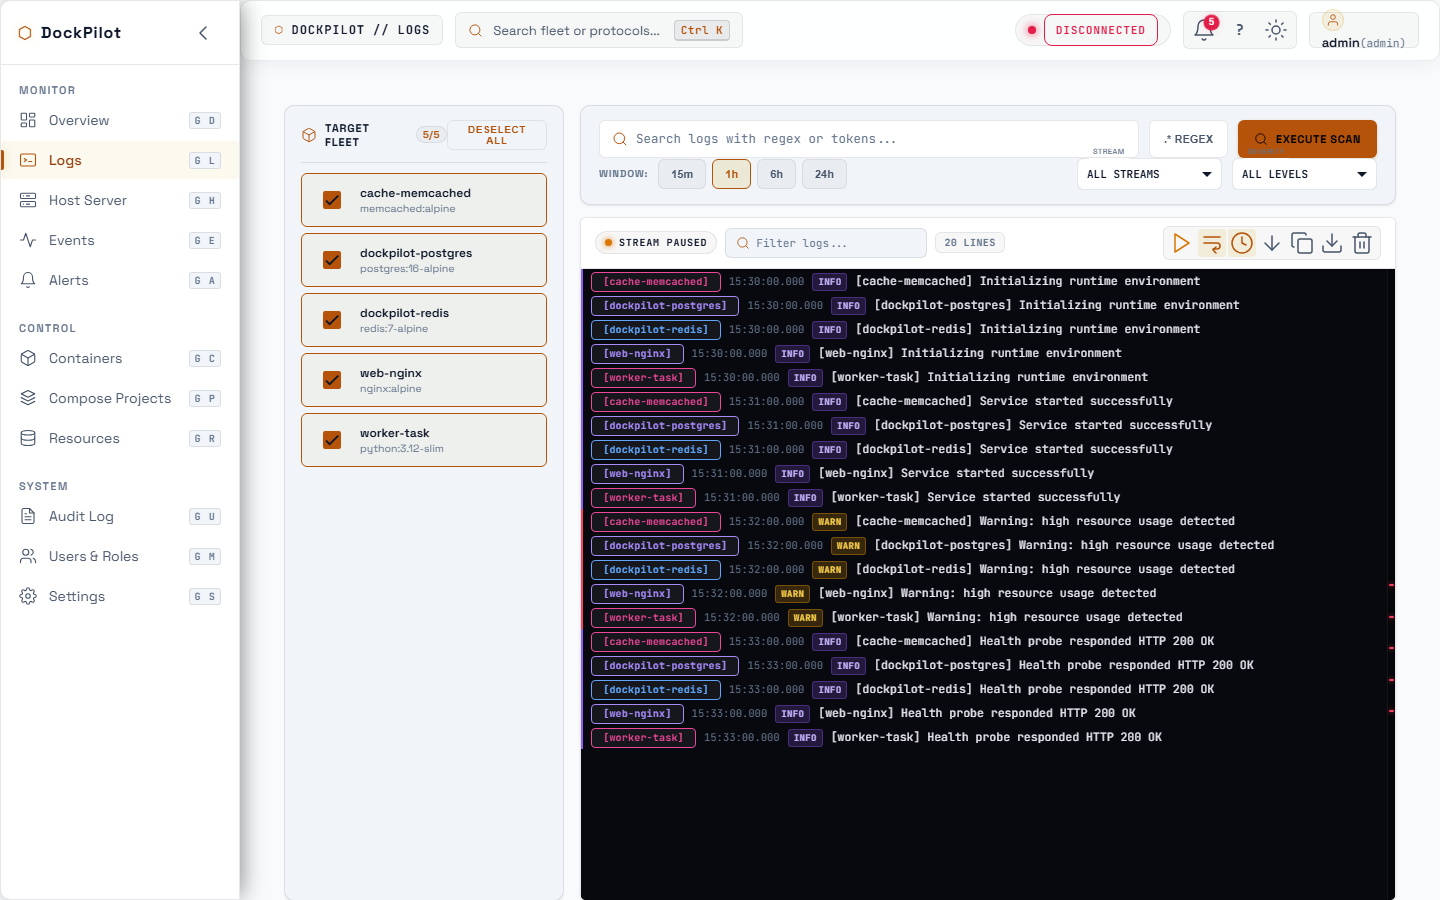 DockPilot
MONITOR
Overview G D
Logs G L
Host Server G H
Events G E
Alerts G A
CONTROL
Containers G C
Compose Projects G P
Resources G R
SYSTEM
Audit Log G U
Users & Roles G M
Settings G S
DOCKPILOT // LOGS
Search fleet or protocols... Ctrl K
DISCONNECTED
5
?
admin(admin)
TARGET FLEET
5/5
DESELECT ALL
cache-memcached
memcached:alpine
dockpilot-postgres
postgres:16-alpine
dockpilot-redis
redis:7-alpine
web-nginx
nginx:alpine
worker-task
python:3.12-slim
Search logs with regex or tokens...
.* REGEX
EXECUTE SCAN
WINDOW: 15m 1h 6h 24h
STREAM
ALL STREAMS
ALL LEVELS
STREAM PAUSED
Filter logs...
20 LINES
[cache-memcached] 15:30:00.000 INFO [cache-memcached] Initializing runtime environment
[dockpilot-postgres] 15:30:00.000 INFO [dockpilot-postgres] Initializing runtime environment
[dockpilot-redis] 15:30:00.000 INFO [dockpilot-redis] Initializing runtime environment
[web-nginx] 15:30:00.000 INFO [web-nginx] Initializing runtime environment
[worker-task] 15:30:00.000 INFO [worker-task] Initializing runtime environment
[cache-memcached] 15:31:00.000 INFO [cache-memcached] Service started successfully
[dockpilot-postgres] 15:31:00.000 INFO [dockpilot-postgres] Service started successfully
[dockpilot-redis] 15:31:00.000 INFO [dockpilot-redis] Service started successfully
[web-nginx] 15:31:00.000 INFO [web-nginx] Service started successfully
[worker-task] 15:31:00.000 INFO [worker-task] Service started successfully
[cache-memcached] 15:32:00.000 WARN [cache-memcached] Warning: high resource usage detected
[dockpilot-postgres] 15:32:00.000 WARN [dockpilot-postgres] Warning: high resource usage detected
[dockpilot-redis] 15:32:00.000 WARN [dockpilot-redis] Warning: high resource usage detected
[web-nginx] 15:32:00.000 WARN [web-nginx] Warning: high resource usage detected
[worker-task] 15:32:00.000 WARN [worker-task] Warning: high resource usage detected
[cache-memcached] 15:33:00.000 INFO [cache-memcached] Health probe responded HTTP 200 OK
[dockpilot-postgres] 15:33:00.000 INFO [dockpilot-postgres] Health probe responded HTTP 200 OK
[dockpilot-redis] 15:33:00.000 INFO [dockpilot-redis] Health probe responded HTTP 200 OK
[web-nginx] 15:33:00.000 INFO [web-nginx] Health probe responded HTTP 200 OK
[worker-task] 15:33:00.000 INFO [worker-task] Health probe responded HTTP 200 OK